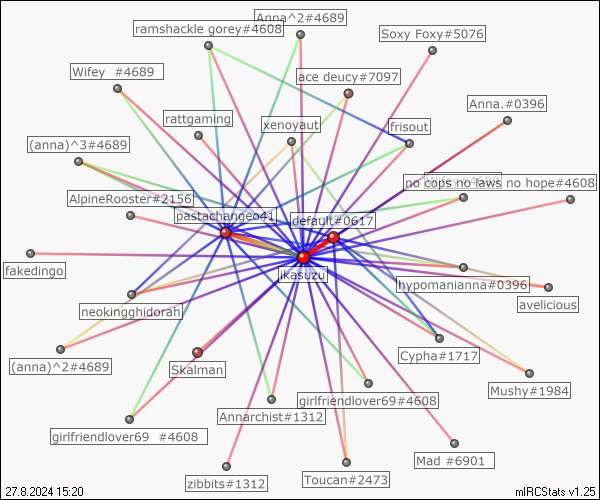 Anna^2#4689
ramshackle gorey#4608
Soxy Foxy#5076
Wifey  #4689
ace deucy#7097
Anna.#0396
rattgaming
xenoyaut
frisout
(anna)^3#4689
no cops no laws no hope#4608
AlpineRooster#2156
pastachangeo41
default#0617
fakedingo
jkasuzu
hypomanianna#0396
avelicious
neokingghidorah
Cypha#1717
(anna)^2#4689
Skalman
Mushy#1984
girlfriendlover69#4608
Annarchist#1312
girlfriendlover69  #4608
Mad  #6901
Toucan#2473
zibbits#1312
27.8.2024 15:20
mIRCStats v1.25